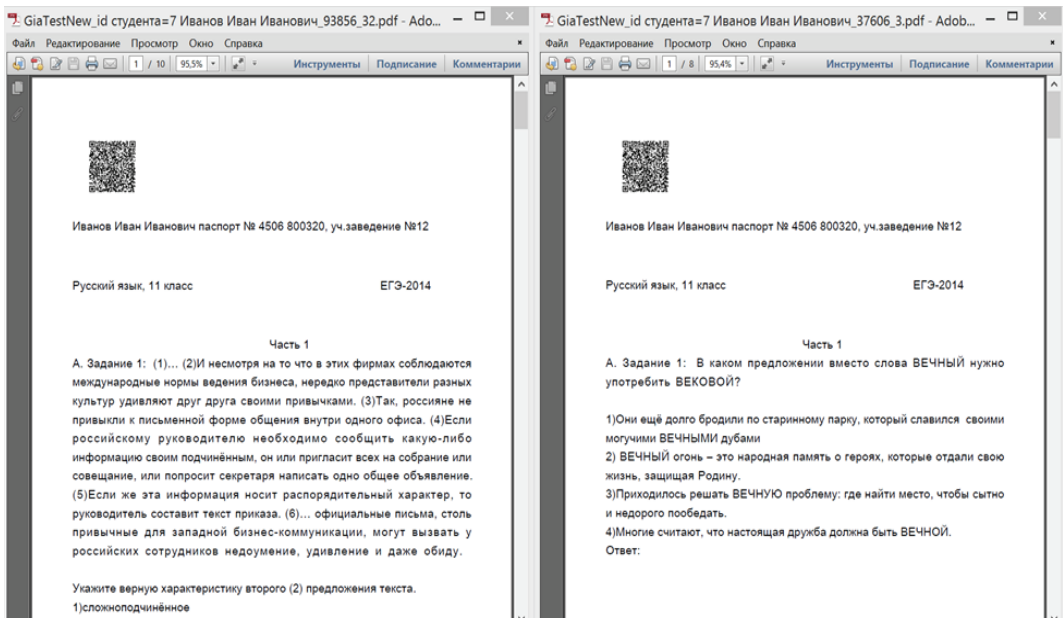 GiaTestNew_id студента=7 Иванов Иван Иванович_93856_32.pdf - Ado...
Файл Редактирование Просмотр Окно Справка
1 / 10 95,5% Инструменты Подписание Комментарии
Иванов Иван Иванович паспорт № 4506 800320, уч.заведение №12
Русский язык, 11 класс ЕГЭ-2014
Часть 1
А. Задание 1: (1)... (2)И несмотря на то что в этих фирмах соблюдаются
международные нормы ведения бизнеса, нередко представители разных
культур удивляют друг друга своими привычками. (3)Так, россияне не
привыкли к письменной форме общения внутри одного офиса. (4)Если
российскому руководителю необходимо сообщить какую-либо
информацию своим подчинённым, он или пригласит всех на собрание или
совещание, или попросит секретаря написать одно общее объявление.
(5)Если же эта информация носит распорядительный характер, то
руководитель составит текст приказа. (6)... официальные письма, столь
привычные для западной бизнес-коммуникации, могут вызвать у
российских сотрудников недоумение, удивление и даже обиду.
Укажите верную характеристику второго (2) предложения текста.
1)сложноподчинённое
GiaTestNew_id студента=7 Иванов Иван Иванович_37606_3.pdf - Adob...
Файл Редактирование Просмотр Окно Справка
1 / 8 95,4% Инструменты Подписание Комментарии
Иванов Иван Иванович паспорт № 4506 800320, уч.заведение №12
Русский язык, 11 класс ЕГЭ-2014
Часть 1
А. Задание 1: В каком предложении вместо слова ВЕЧНЫЙ нужно
употребить ВЕКОВОЙ?
1)Они ещё долго бродили по старинному парку, который славился своими
могучими ВЕЧНЫМИ дубами
2) ВЕЧНЫЙ огонь – это народная память о героях, которые отдали свою
жизнь, защищая Родину.
3)Приходилось решать ВЕЧНУЮ проблему: где найти место, чтобы сытно
и недорого пообедать.
4)Многие считают, что настоящая дружба должна быть ВЕЧНОЙ.
Ответ: